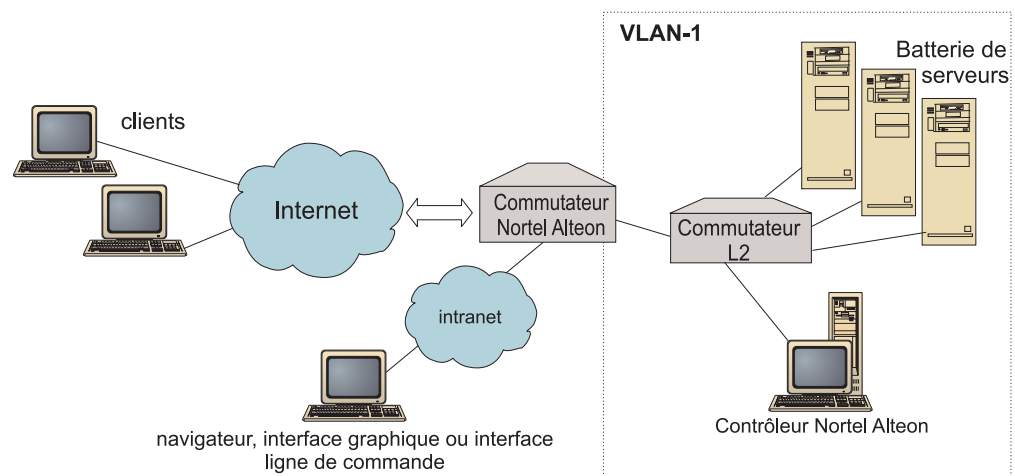 VLAN-1
Batterie de
serveurs
clients
Internet
Commutateur
Nortel Alteon
Commutateur
L2
intranet
navigateur, interface graphique ou interface
ligne de commande
Contrôleur Nortel Alteon